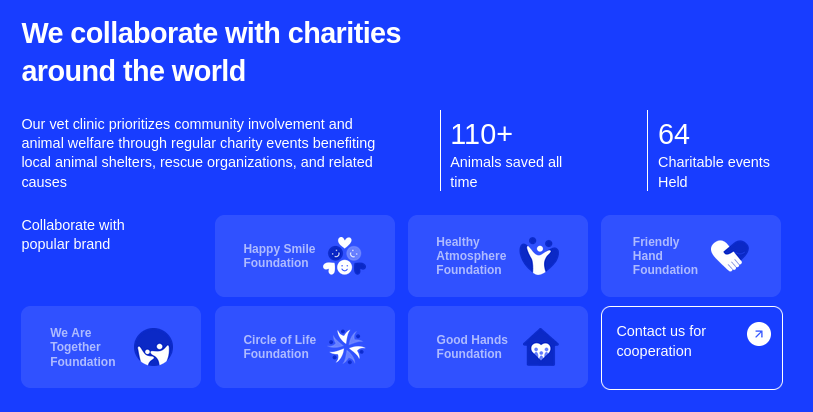 We collaborate with charities
around the world
Our vet clinic prioritizes community involvement and
animal welfare through regular charity events benefiting
local animal shelters, rescue organizations, and related
causes
110+
Animals saved all
time
64
Charitable events
Held
Collaborate with
popular brand
Happy Smile
Foundation
Healthy
Atmosphere
Foundation
Friendly
Hand
Foundation
We Are
Together
Foundation
Circle of Life
Foundation
Good Hands
Foundation
Contact us for
cooperation